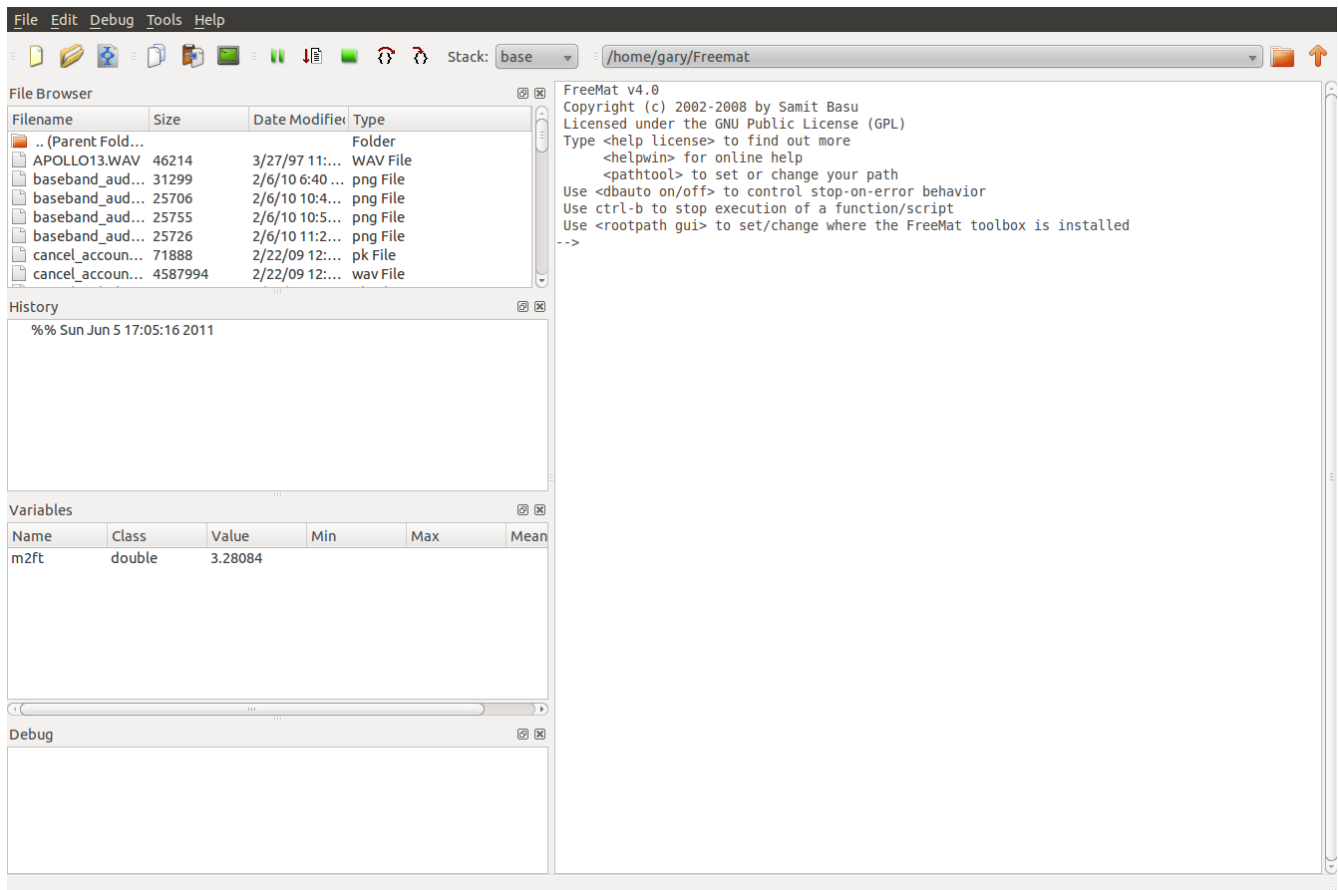 File Edit Debug Tools Help
Stack: base /home/gary/Freemat
File Browser
Filename Size Date Modifie Type
.. (Parent Fold... Folder
APOLLO13.WAV 46214 3/27/97 11:... WAV File
baseband_aud... 31299 2/6/10 6:40 ... png File
baseband_aud... 25706 2/6/10 10:4... png File
baseband_aud... 25755 2/6/10 10:5... png File
baseband_aud... 25726 2/6/10 11:2... png File
cancel_accoun... 71888 2/22/09 12:... pk File
cancel_accoun... 4587994 2/22/09 12:... wav File
History
%% Sun Jun 5 17:05:16 2011
Variables
Name Class Value Min Max Mean
m2ft double 3.28084
Debug
FreeMat v4.0
Copyright (c) 2002-2008 by Samit Basu
Licensed under the GNU Public License (GPL)
Type <help license> to find out more
<helpwin> for online help
<pathtool> to set or change your path
Use <dbauto on/off> to control stop-on-error behavior
Use ctrl-b to stop execution of a function/script
Use <rootpath gui> to set/change where the FreeMat toolbox is installed
-->